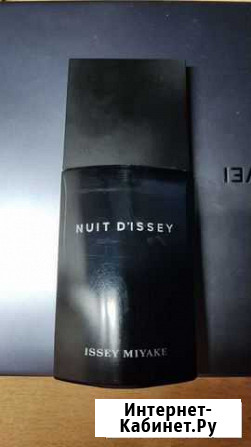 NUIT D'ISSEY
ISSEY MIYAKE
Интернет-
Кабинет.Ру